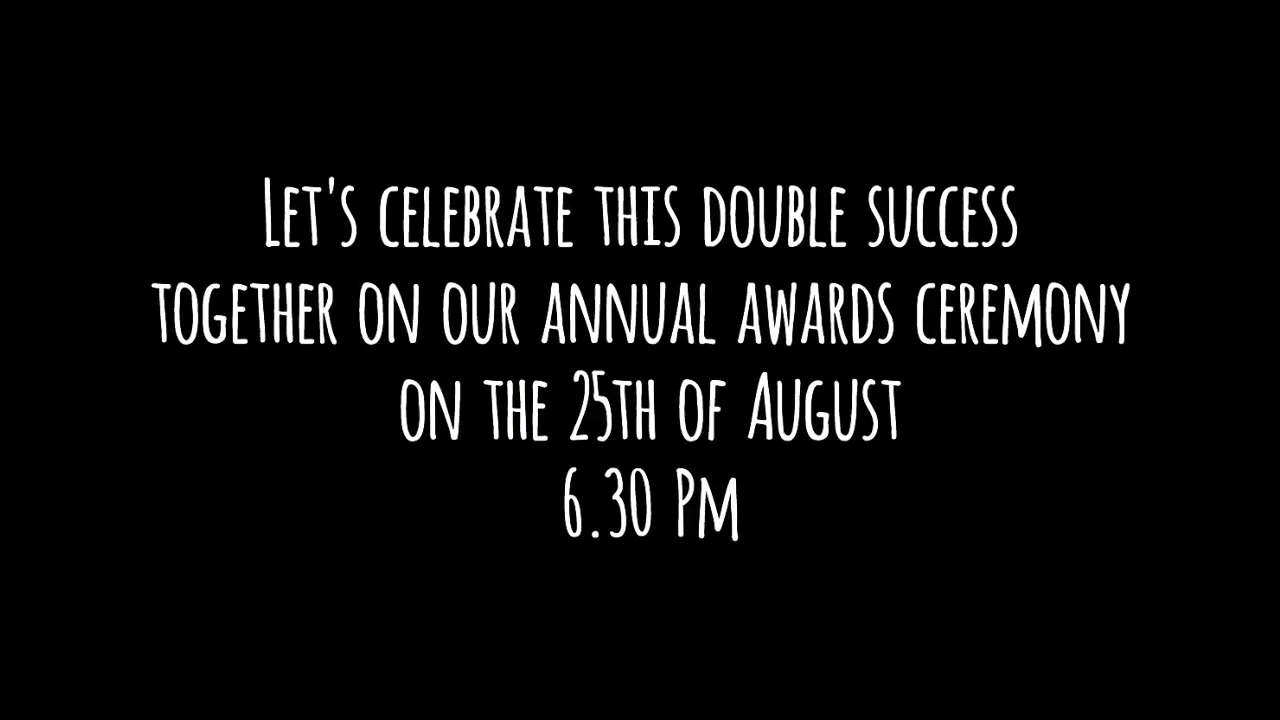 Let's celebrate this double success
together on our annual awards ceremony
on the 25th of August
6.30 Pm